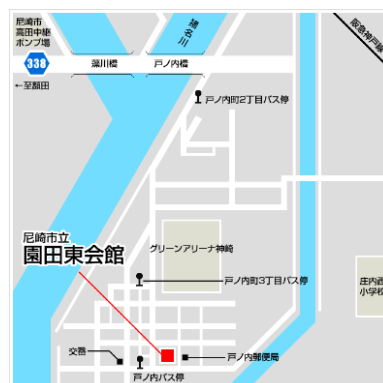 尼崎市
高田中継
ポンプ場
猪名川
阪急神戸線
338
藻川橋
戸ノ内橋
←至額田
戸ノ内町2丁目バス停
尼崎市立
園田東会館
グリーンアリーナ神崎
戸ノ内町3丁目バス停
庄内西
小学校
交番
戸ノ内郵便局
戸ノ内バス停